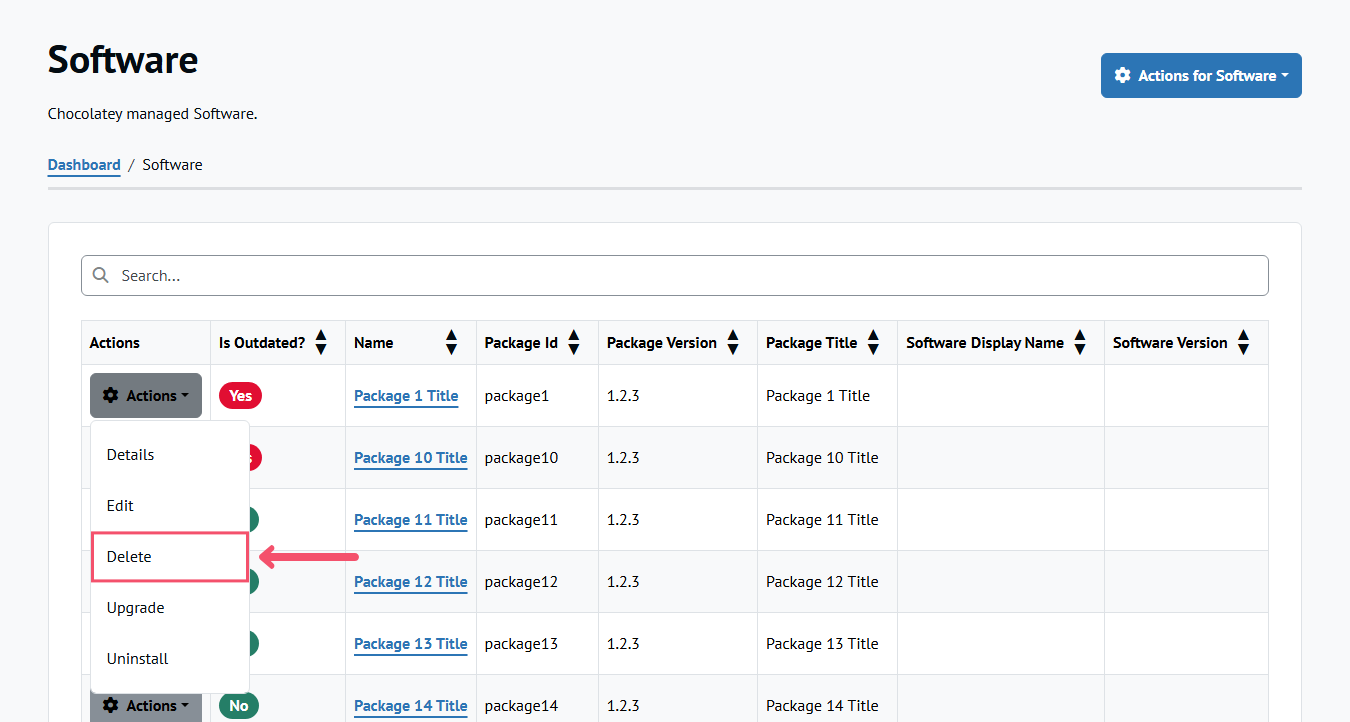 Software
Actions for Software
Chocolatey managed Software.
Dashboard / Software
Search...
Actions Is Outdated? Name Package Id Package Version Package Title Software Display Name Software Version
Actions Yes Package 1 Title package1 1.2.3 Package 1 Title
Details
Package 10 Title package10 1.2.3 Package 10 Title
Edit
Package 11 Title package11 1.2.3 Package 11 Title
Delete
Package 12 Title package12 1.2.3 Package 12 Title
Upgrade
Package 13 Title package13 1.2.3 Package 13 Title
Uninstall
Actions No Package 14 Title package14 1.2.3 Package 14 Title